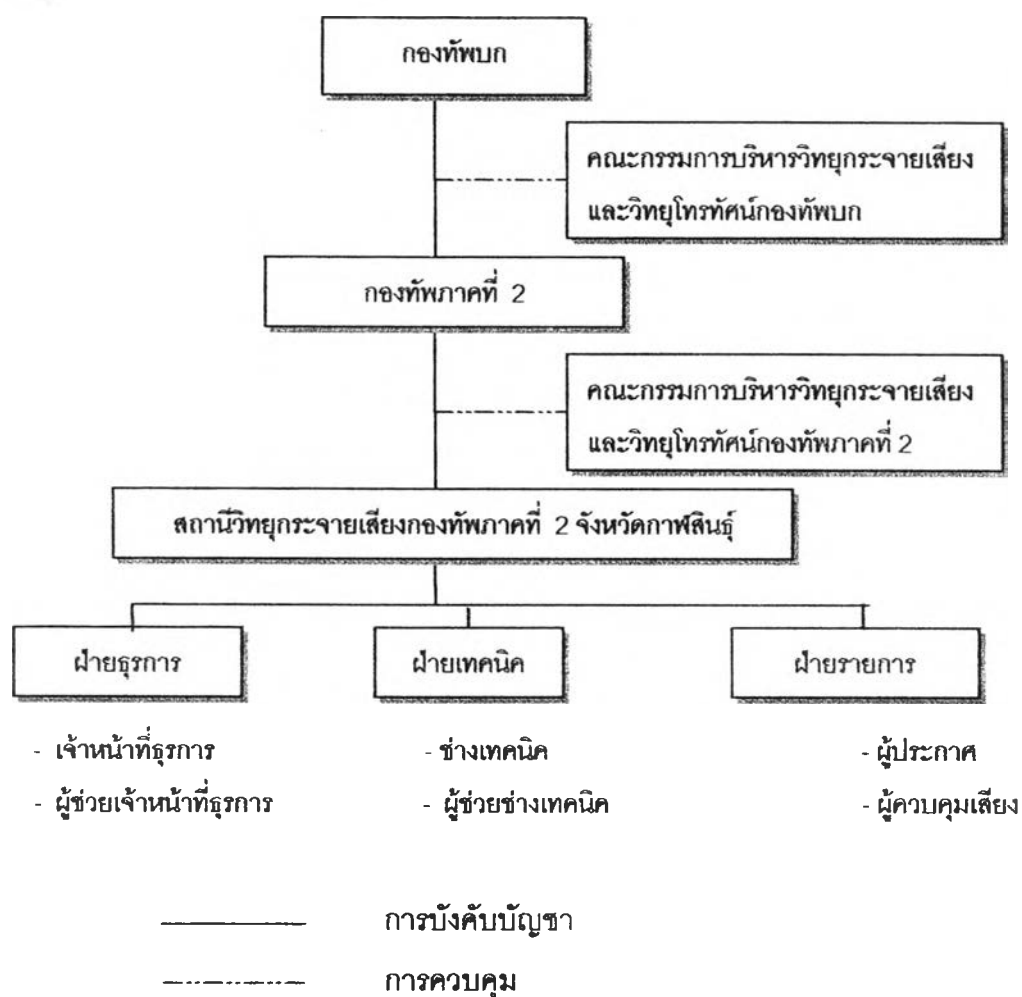 กองทัพบก
คณะกรรมการบริหารวิทยุกระจายเสียง
และวิทยุโทรทัศน์กองทัพบก
กองทัพภาคที่ 2
คณะกรรมการบริหารวิทยุกระจายเสียง
และวิทยุโทรทัศน์กองทัพภาคที่ 2
สถานีวิทยุกระจายเสียงกองทัพภาคที่ 2 จังหวัดกาฬสินธุ์
ฝ่ายธุรการ
ฝ่ายเทคนิค
ฝ่ายรายการ
- เจ้าหน้าที่ธุรการ
- ผู้ช่วยเจ้าหน้าที่ธุรการ
- ช่างเทคนิค
- ผู้ช่วยช่างเทคนิค
- ผู้ประกาศ
- ผู้ควบคุมเสียง
การบังคับบัญชา
การควบคุม